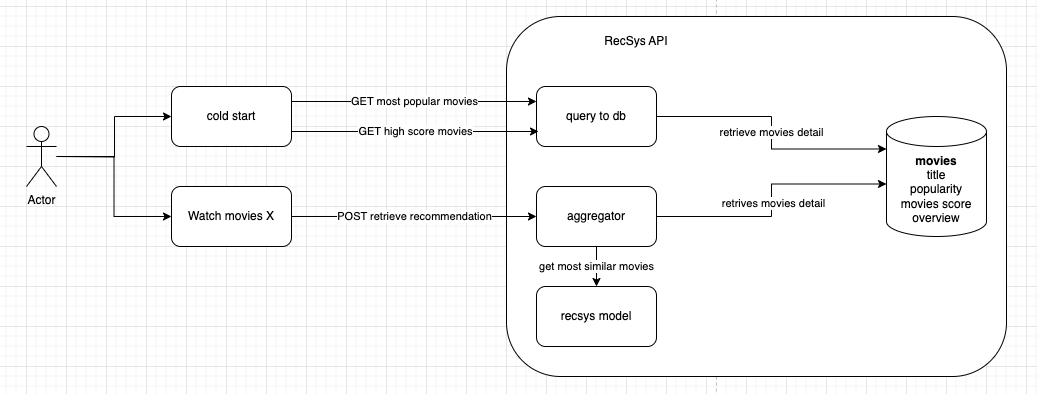 RecSys API
cold start
GET most popular movies
GET high score movies
query to db
retrieve movies detail
movies
title
popularity
movies score
overview
Actor
Watch movies X
POST retrieve recommendation
aggregator
retrives movies detail
get most similar movies
recsys model